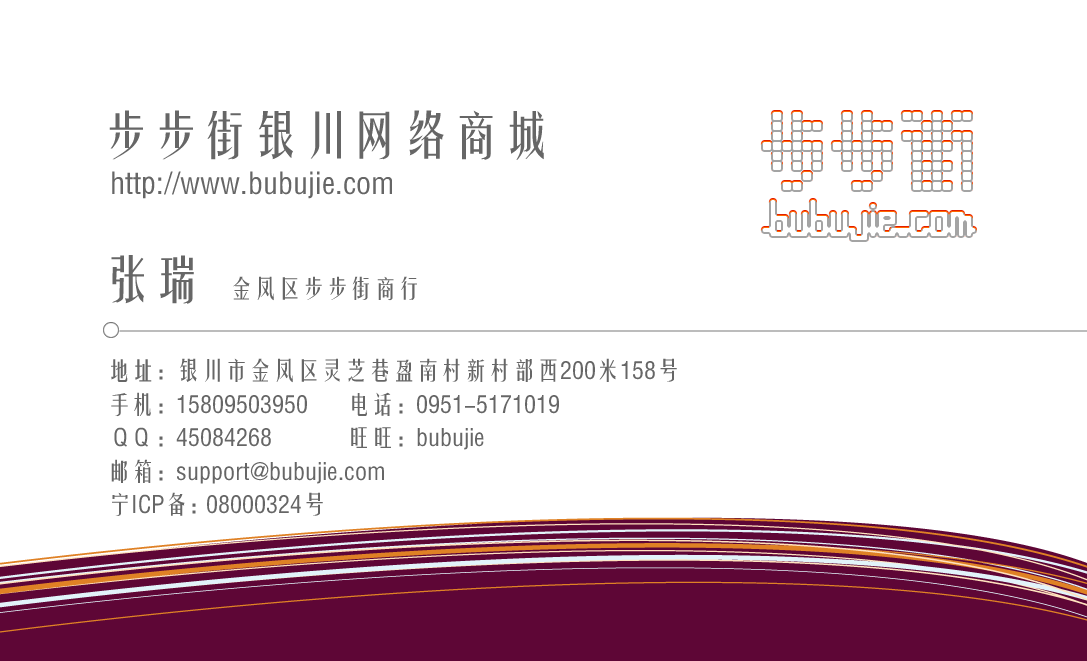 步步街银川网络商城
http://www.bubujie.com
步步街
bubujie.com
张瑞 金凤区步步街商行
地址：银川市金凤区灵芝巷盈南村新村部西200米158号
手机：15809503950 电话：0951-5171019
QQ：45084268 旺旺：bubujie
邮箱：support@bubujie.com
宁ICP备：08000324号